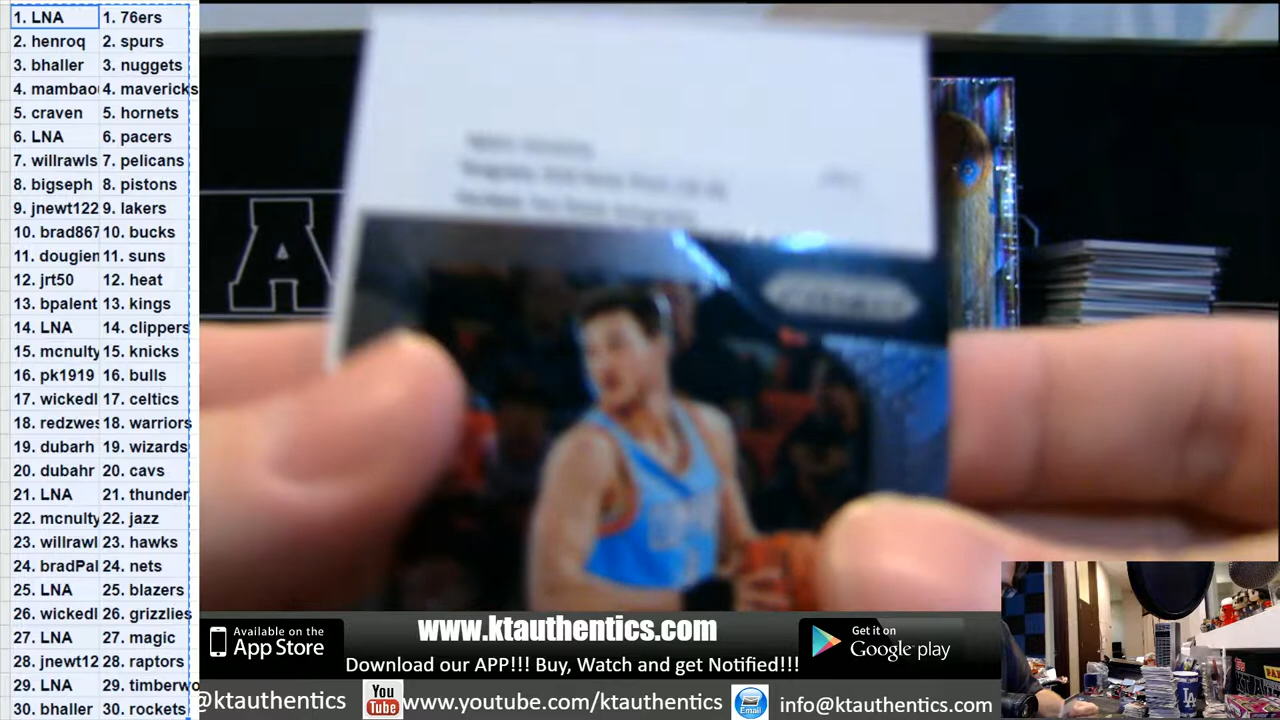 1. LNA 1. 76ers
2. henroq 2. spurs
3. bhaller 3. nuggets
4. mambaou 4. mavericks
5. craven 5. hornets
6. LNA 6. pacers
7. willrawls 7. pelicans
8. bigseph 8. pistons
9. jnewt122 9. lakers
10. brad867 10. bucks
11. dougien 11. suns
12. jrt50 12. heat
13. bpalent 13. kings
14. LNA 14. clippers
15. mcnulty 15. knicks
16. pk1919 16. bulls
17. wickedl 17. celtics
18. redzwes 18. warriors
19. dubarh 19. wizards
20. dubahr 20. cavs
21. LNA 21. thunder
22. mcnulty 22. jazz
23. willrawl 23. hawks
24. bradPal 24. nets
25. LNA 25. blazers
26. wickedl 26. grizzlies
27. LNA 27. magic
28. jnewt12 28. raptors
29. LNA 29. timberwo
30. bhaller 30. rockets
A
Available on the
App Store
www.ktauthentics.com
Download our APP!!! Buy, Watch and get Notified!!!
Get it on
Google play
@ktauthentics
You
Tube
www.youtube.com/ktauthentics
Email
info@ktauthentics.com
LA